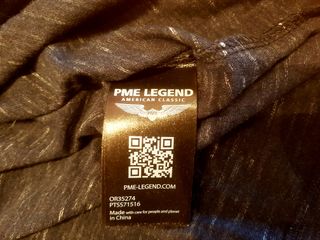 PME LEGEND
AMERICAN CLASSIC
PME-LEGEND.COM
OR35274
PTSS71516
Made with care for people and planet
in China